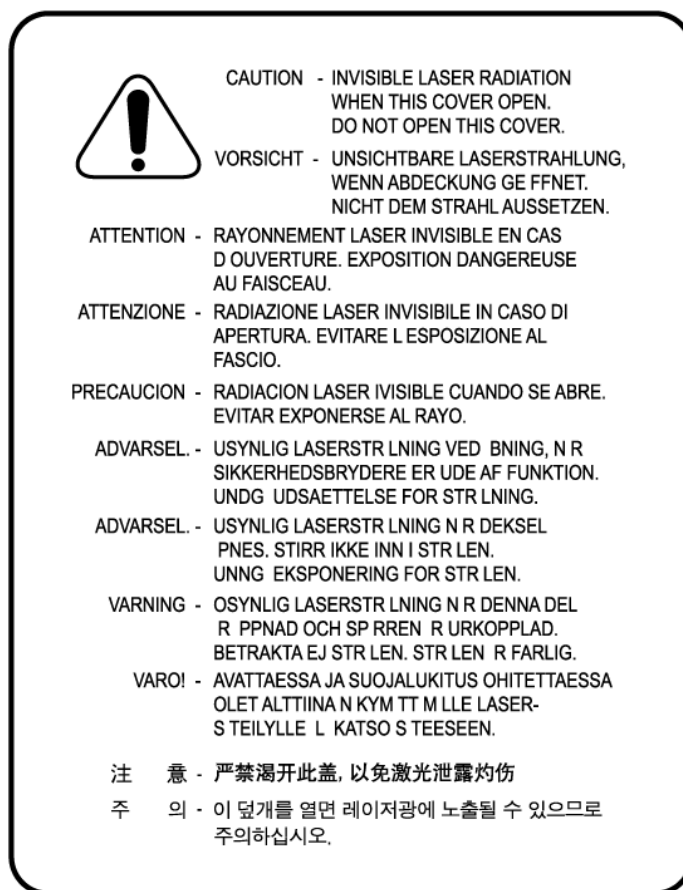 CAUTION - INVISIBLE LASER RADIATION
WHEN THIS COVER OPEN.
DO NOT OPEN THIS COVER.
VORSICHT - UNSICHTBARE LASERSTRAHLUNG,
WENN ABDECKUNG GE FFNET.
NICHT DEM STRAHL AUSSETZEN.
ATTENTION - RAYONNEMENT LASER INVISIBLE EN CAS
D OUVERTURE. EXPOSITION DANGEREUSE
AU FAISCEAU.
ATTENZIONE - RADIAZIONE LASER INVISIBILE IN CASO DI
APERTURA. EVITARE L ESPOSIZIONE AL
FASCIO.
PRECAUCION - RADIACION LASER IVISIBLE CUANDO SE ABRE.
EVITAR EXPONERSE AL RAYO.
ADVARSEL. - USYNLIG LASERSTR LNING VED BNING, N R
SIKKERHEDSBRYDERE ER UDE AF FUNKTION.
UNDG UDSAETTELSE FOR STR LNING.
ADVARSEL. - USYNLIG LASERSTR LNING N R DEKSEL
PNES. STIRR IKKE INN I STR LEN.
UNNG EKSPONERING FOR STR LEN.
VARNING - OSYNLIG LASERSTR LNING N R DENNA DEL
R PPNAD OCH SP RREN R URKOPPLAD.
BETRAKTA EJ STR LEN. STR LEN R FARLIG.
VARO! - AVATTAESSA JA SUOJALUKITUS OHITETTAESSA
OLET ALTTIINA N KYM TT M LLE LASER-
S TEILYLLE L KATSO S TEESEEN.
注 意 - 严禁渴开此盖, 以免激光泄露灼伤
주 의 - 이 덮개를 열면 레이저광에 노출될 수 있으므로
주의하십시오.